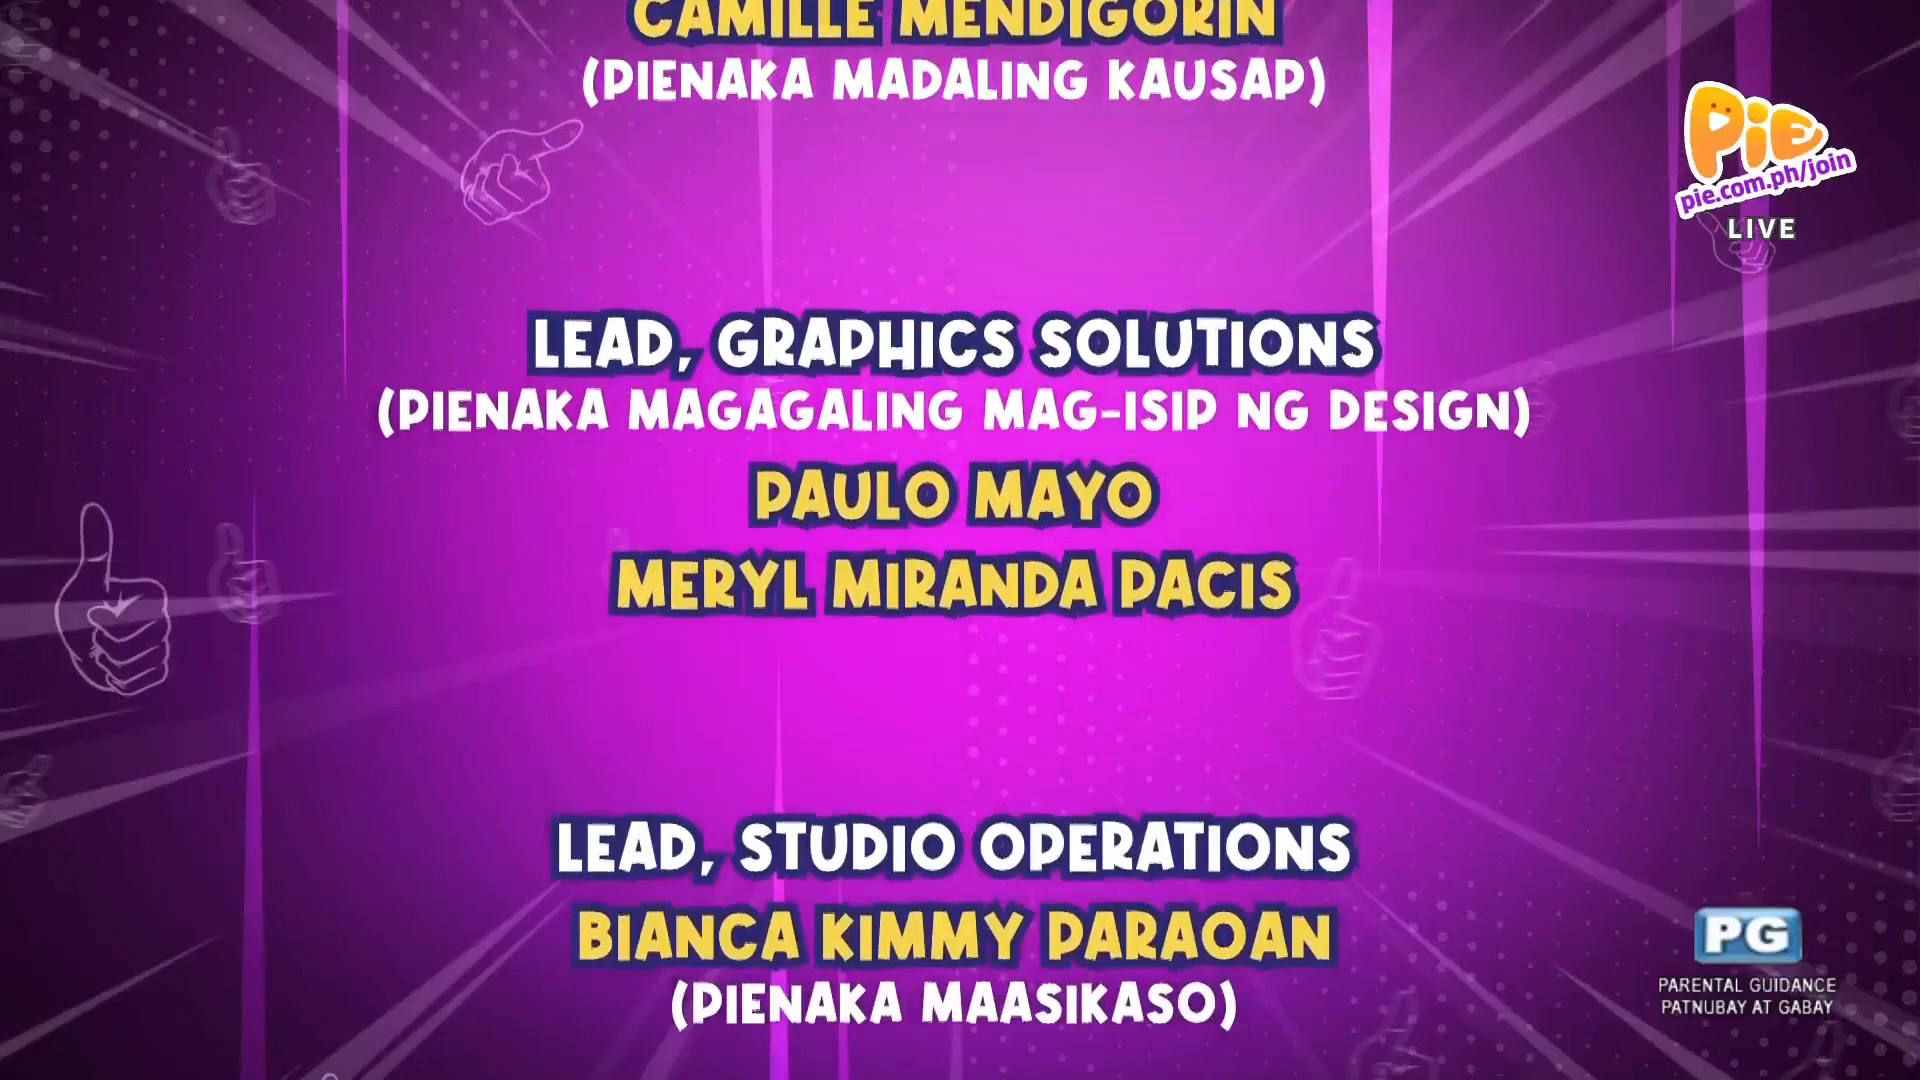 CAMILLE MENDIGORIN
(PIENAKA MADALING KAUSAP)
PiE
pie.com.ph/join
LIVE
LEAD, GRAPHICS SOLUTIONS
(PIENAKA MAGAGALING MAG-ISIP NG DESIGN)
PAULO MAYO
MERYL MIRANDA PACIS
LEAD, STUDIO OPERATIONS
BIANCA KIMMY PARAOAN
(PIENAKA MAASIKASO)
PG
PARENTAL GUIDANCE
PATNUBAY AT GABAY